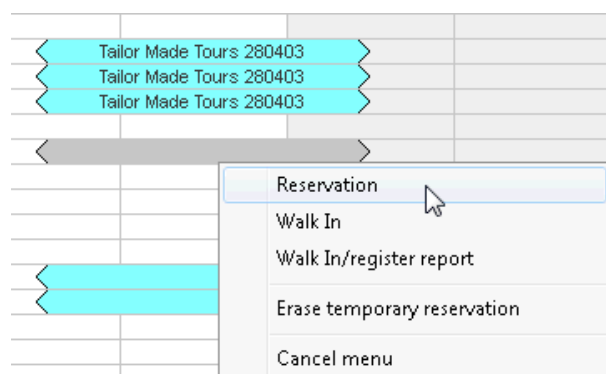 Tailor Made Tours 280403
Tailor Made Tours 280403
Tailor Made Tours 280403
Reservation
Walk In
Walk In/register report
Erase temporary reservation
Cancel menu